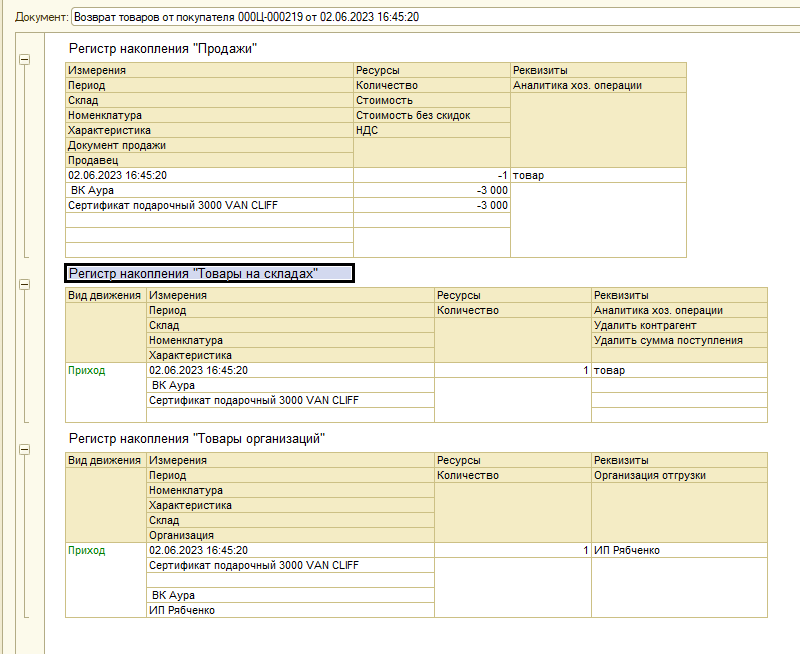 Документ: Возврат товаров от покупателя 000Ц-000219 от 02.06.2023 16:45:20
Регистр накопления "Продажи"
Измерения Ресурсы Реквизиты
Период Количество Аналитика хоз. операции
Склад Стоимость
Номенклатура Стоимость без скидок
Характеристика НДС
Документ продажи
Продавец
02.06.2023 16:45:20 -1 товар
ВК Аура -3 000
Сертификат подарочный 3000 VAN CLIFF -3 000
Регистр накопления "Товары на складах"
Вид движения Измерения Ресурсы Реквизиты
Период Количество Аналитика хоз. операции
Склад Удалить контрагент
Номенклатура Удалить сумма поступления
Характеристика
Приход 02.06.2023 16:45:20 1 товар
ВК Аура
Сертификат подарочный 3000 VAN CLIFF
Регистр накопления "Товары организаций"
Вид движения Измерения Ресурсы Реквизиты
Период Количество Организация отгрузки
Номенклатура
Характеристика
Склад
Организация
Приход 02.06.2023 16:45:20 1 ИП Рябченко
Сертификат подарочный 3000 VAN CLIFF
ВК Аура
ИП Рябченко